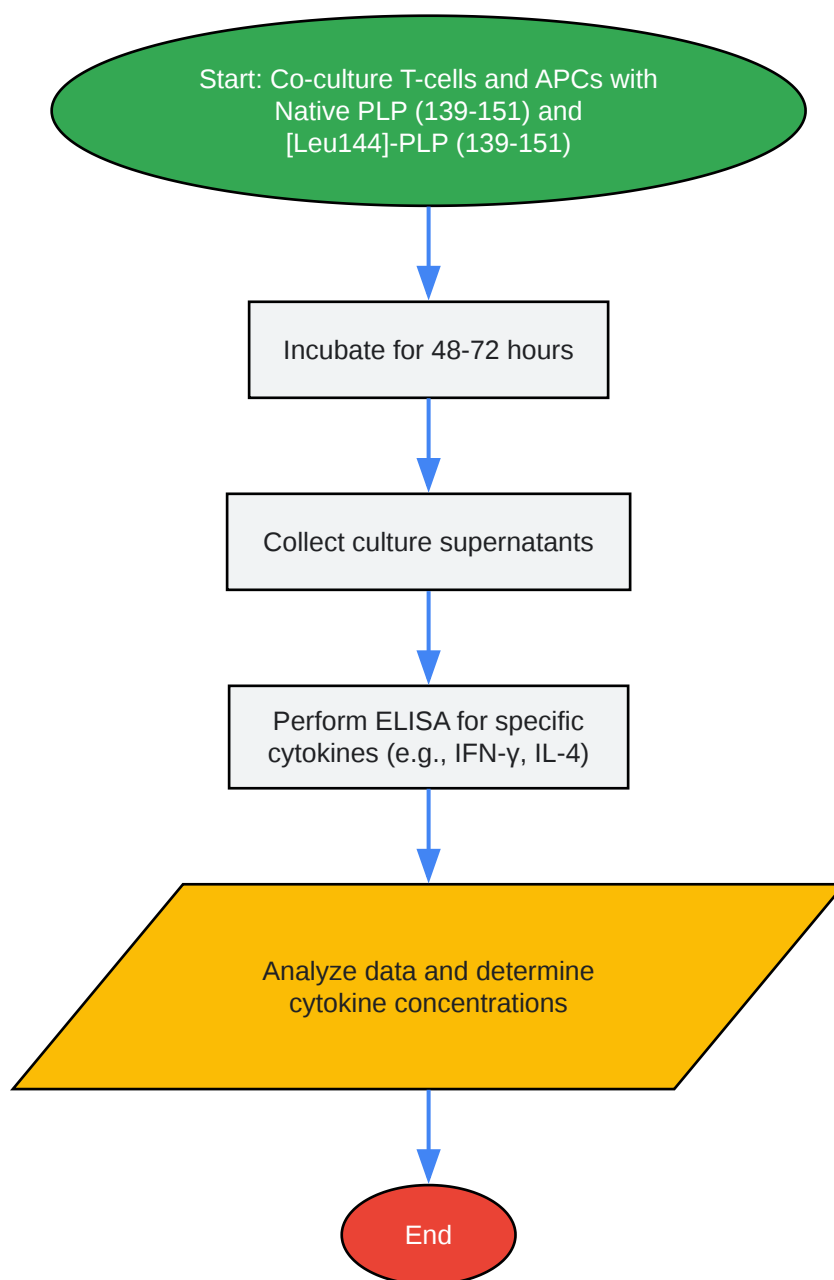 Start: Co-culture T-cells and APCs with
Native PLP (139-151) and
[Leu144]-PLP (139-151)
Incubate for 48-72 hours
Collect culture supernatants
Perform ELISA for specific
cytokines (e.g., IFN-γ, IL-4)
Analyze data and determine
cytokine concentrations
End